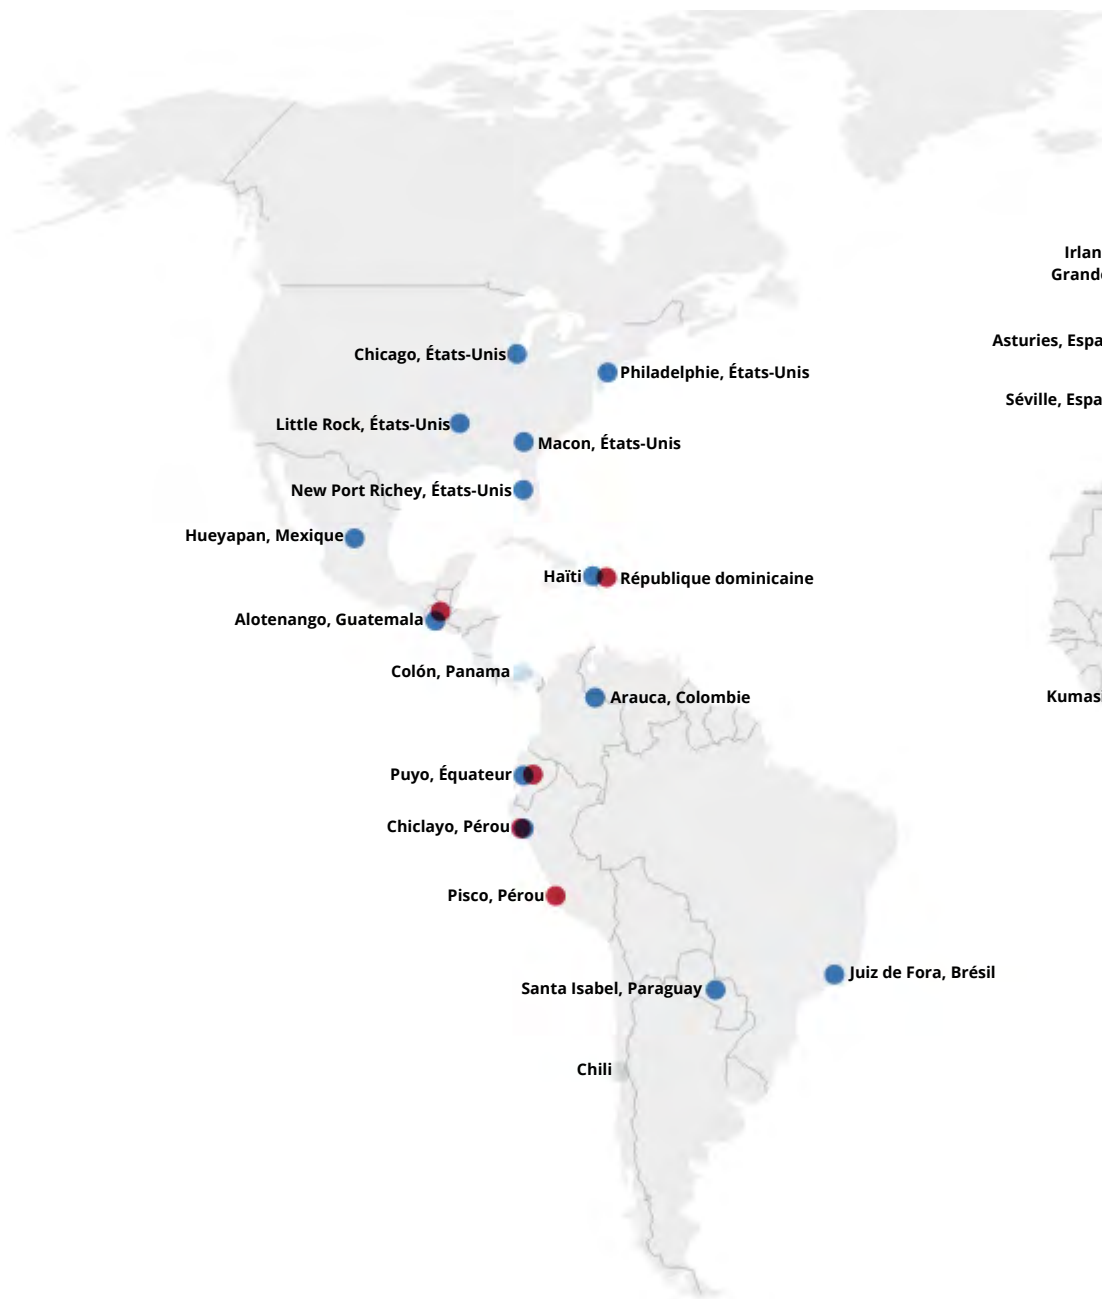 Irlan
Grande
Asturies, Espa
Chicago, États-Unis
Philadelphie, États-Unis
Séville, Espa
Little Rock, États-Unis
Macon, États-Unis
New Port Richey, États-Unis
Hueyapan, Mexique
Haïti
République dominicaine
Alotenango, Guatemala
Colón, Panama
Arauca, Colombie
Kumasi
Puyo, Équateur
Chiclayo, Pérou
Pisco, Pérou
Juiz de Fora, Brésil
Santa Isabel, Paraguay
Chili